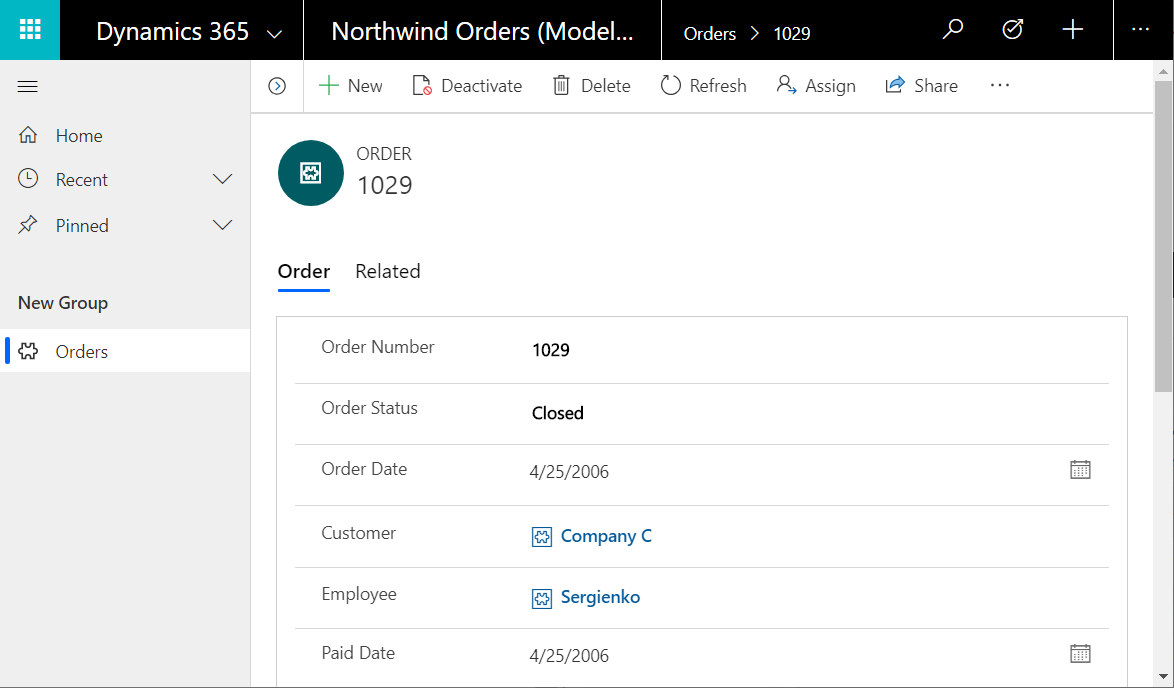 Dynamics 365
Northwind Orders (Model...
Orders > 1029
New
Deactivate
Delete
Refresh
Assign
Share
Home
Recent
Pinned
New Group
Orders
ORDER
1029
Order
Related
Order Number 1029
Order Status Closed
Order Date 4/25/2006
Customer Company C
Employee Sergienko
Paid Date 4/25/2006